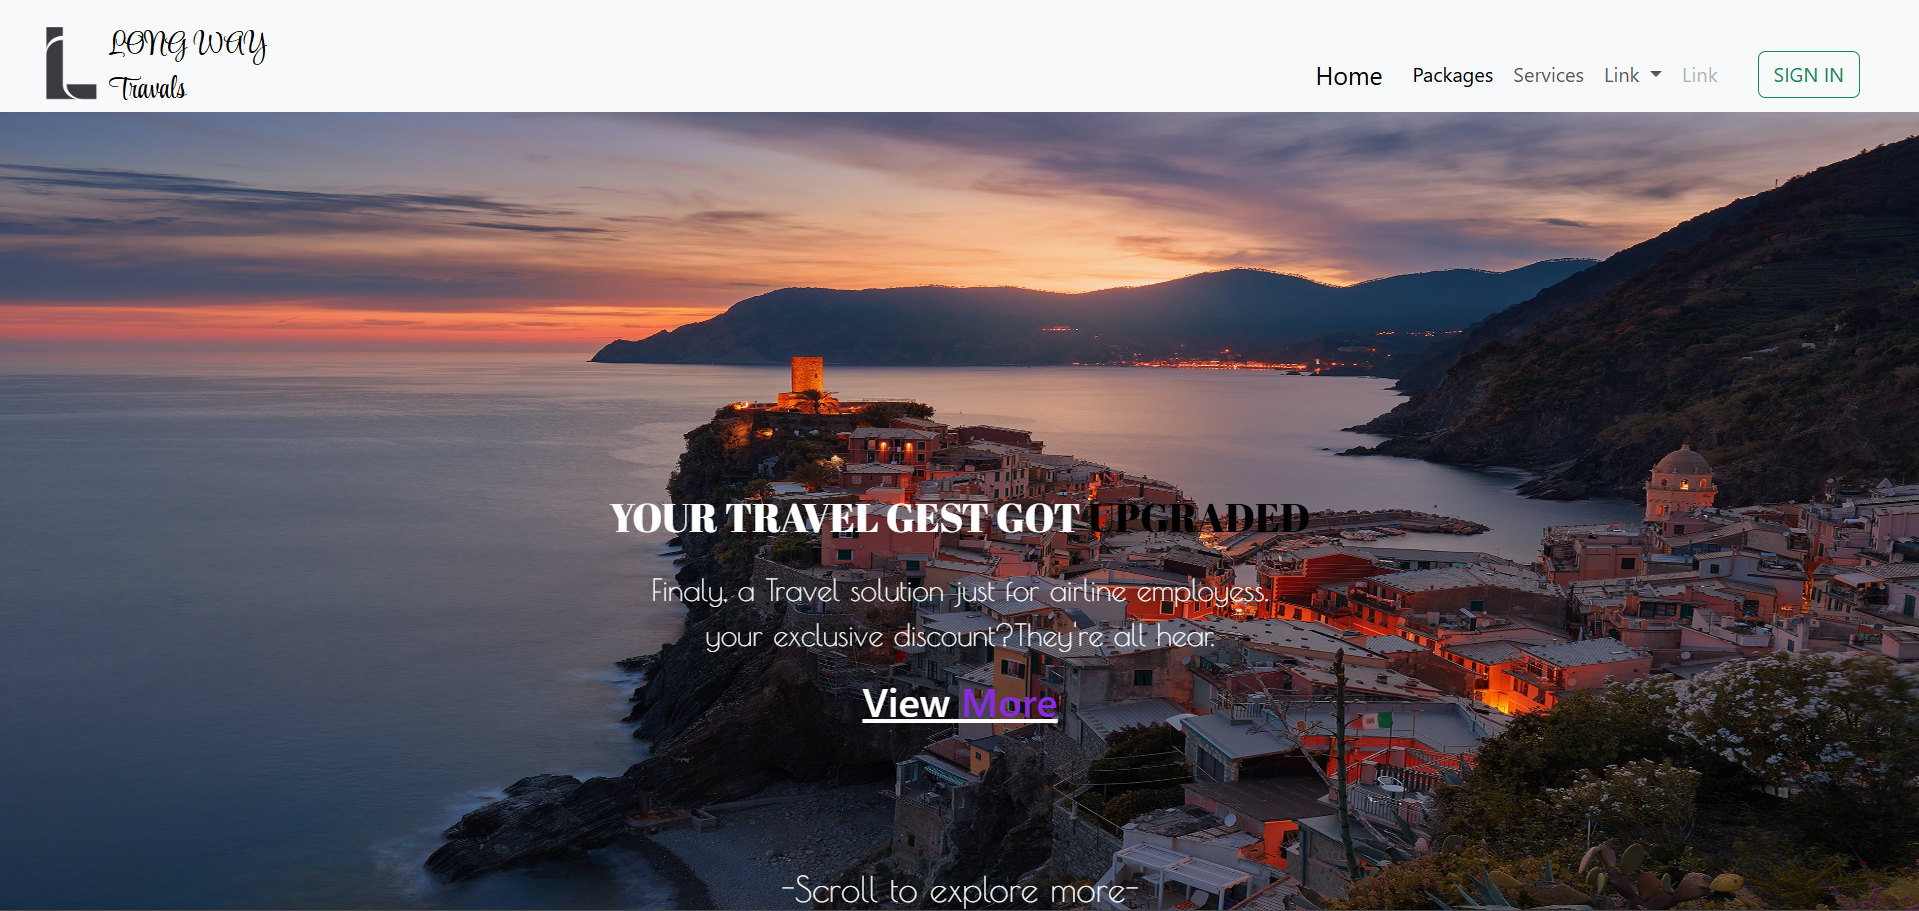 LONG WAY
Travals
Home Packages Services Link Link SIGN IN
YOUR TRAVEL GEST GOT UPGRADED
Finaly, a Travel solution just for airline employess,
your exclusive discount?They're all hear.
View More
-Scroll to explore more-